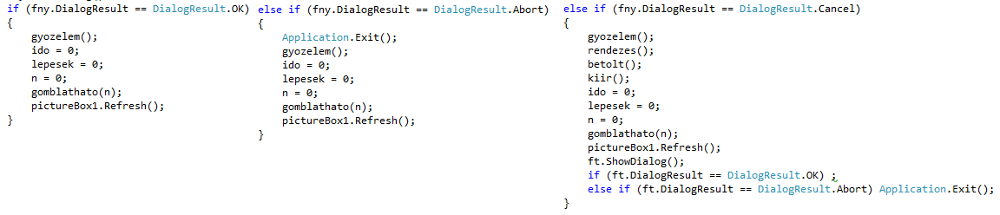 if (fny.DialogResult == DialogResult.OK)
{
    gyozelem();
    ido = 0;
    lepesek = 0;
    n = 0;
    gomblathato(n);
    pictureBox1.Refresh();
}
else if (fny.DialogResult == DialogResult.Abort)
{
    Application.Exit();
    gyozelem();
    ido = 0;
    lepesek = 0;
    n = 0;
    gomblathato(n);
    pictureBox1.Refresh();
}
else if (fny.DialogResult == DialogResult.Cancel)
{
    gyozelem();
    rendezes();
    betolt();
    kiir();
    ido = 0;
    lepesek = 0;
    n = 0;
    gomblathato(n);
    pictureBox1.Refresh();
    ft.ShowDialog();
    if (ft.DialogResult == DialogResult.OK) ;
    else if (ft.DialogResult == DialogResult.Abort) Application.Exit();
}